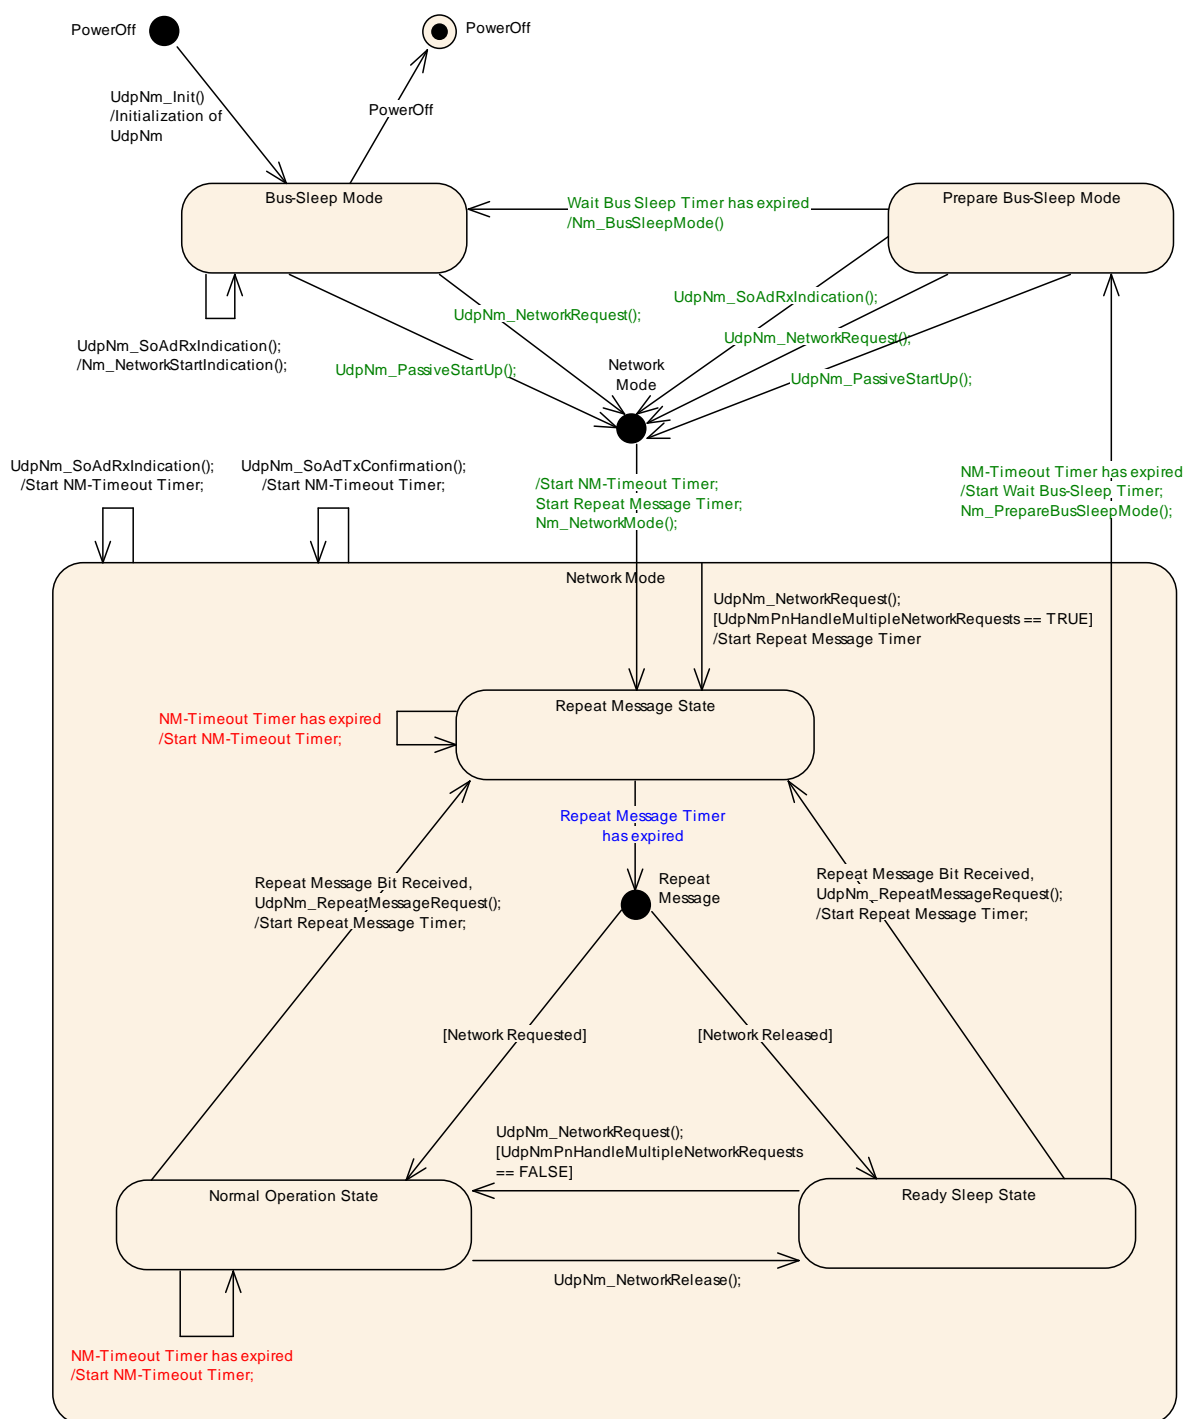 PowerOff
PowerOff
UdpNm_Init()
/Initialization of
UdpNm
PowerOff
Bus-Sleep Mode
Wait Bus Sleep Timer has expired
/Nm_BusSleepMode()
Prepare Bus-Sleep Mode
UdpNm_SoAdRxIndication();
/Nm_NetworkStartIndication();
UdpNm_NetworkRequest();
UdpNm_PassiveStartUp();
UdpNm_SoAdRxIndication();
UdpNm_NetworkRequest();
UdpNm_PassiveStartUp();
Network
Mode
UdpNm_SoAdRxIndication();
/Start NM-Timeout Timer;
UdpNm_SoAdTxConfirmation();
/Start NM-Timeout Timer;
/Start NM-Timeout Timer;
Start Repeat Message Timer;
Nm_NetworkMode();
NM-Timeout Timer has expired
/Start Wait Bus-Sleep Timer;
Nm_PrepareBusSleepMode();
Network Mode
UdpNm_NetworkRequest();
[UdpNmPnHandleMultipleNetworkRequests == TRUE]
/Start Repeat Message Timer
Repeat Message State
NM-Timeout Timer has expired
/Start NM-Timeout Timer;
Repeat Message Timer
has expired
Repeat
Message
Repeat Message Bit Received,
UdpNm_RepeatMessageRequest();
/Start Repeat Message Timer;
Repeat Message Bit Received,
UdpNm_RepeatMessageRequest();
/Start Repeat Message Timer;
[Network Requested]
[Network Released]
UdpNm_NetworkRequest();
[UdpNmPnHandleMultipleNetworkRequests
== FALSE]
Normal Operation State
Ready Sleep State
UdpNm_NetworkRelease();
NM-Timeout Timer has expired
/Start NM-Timeout Timer;